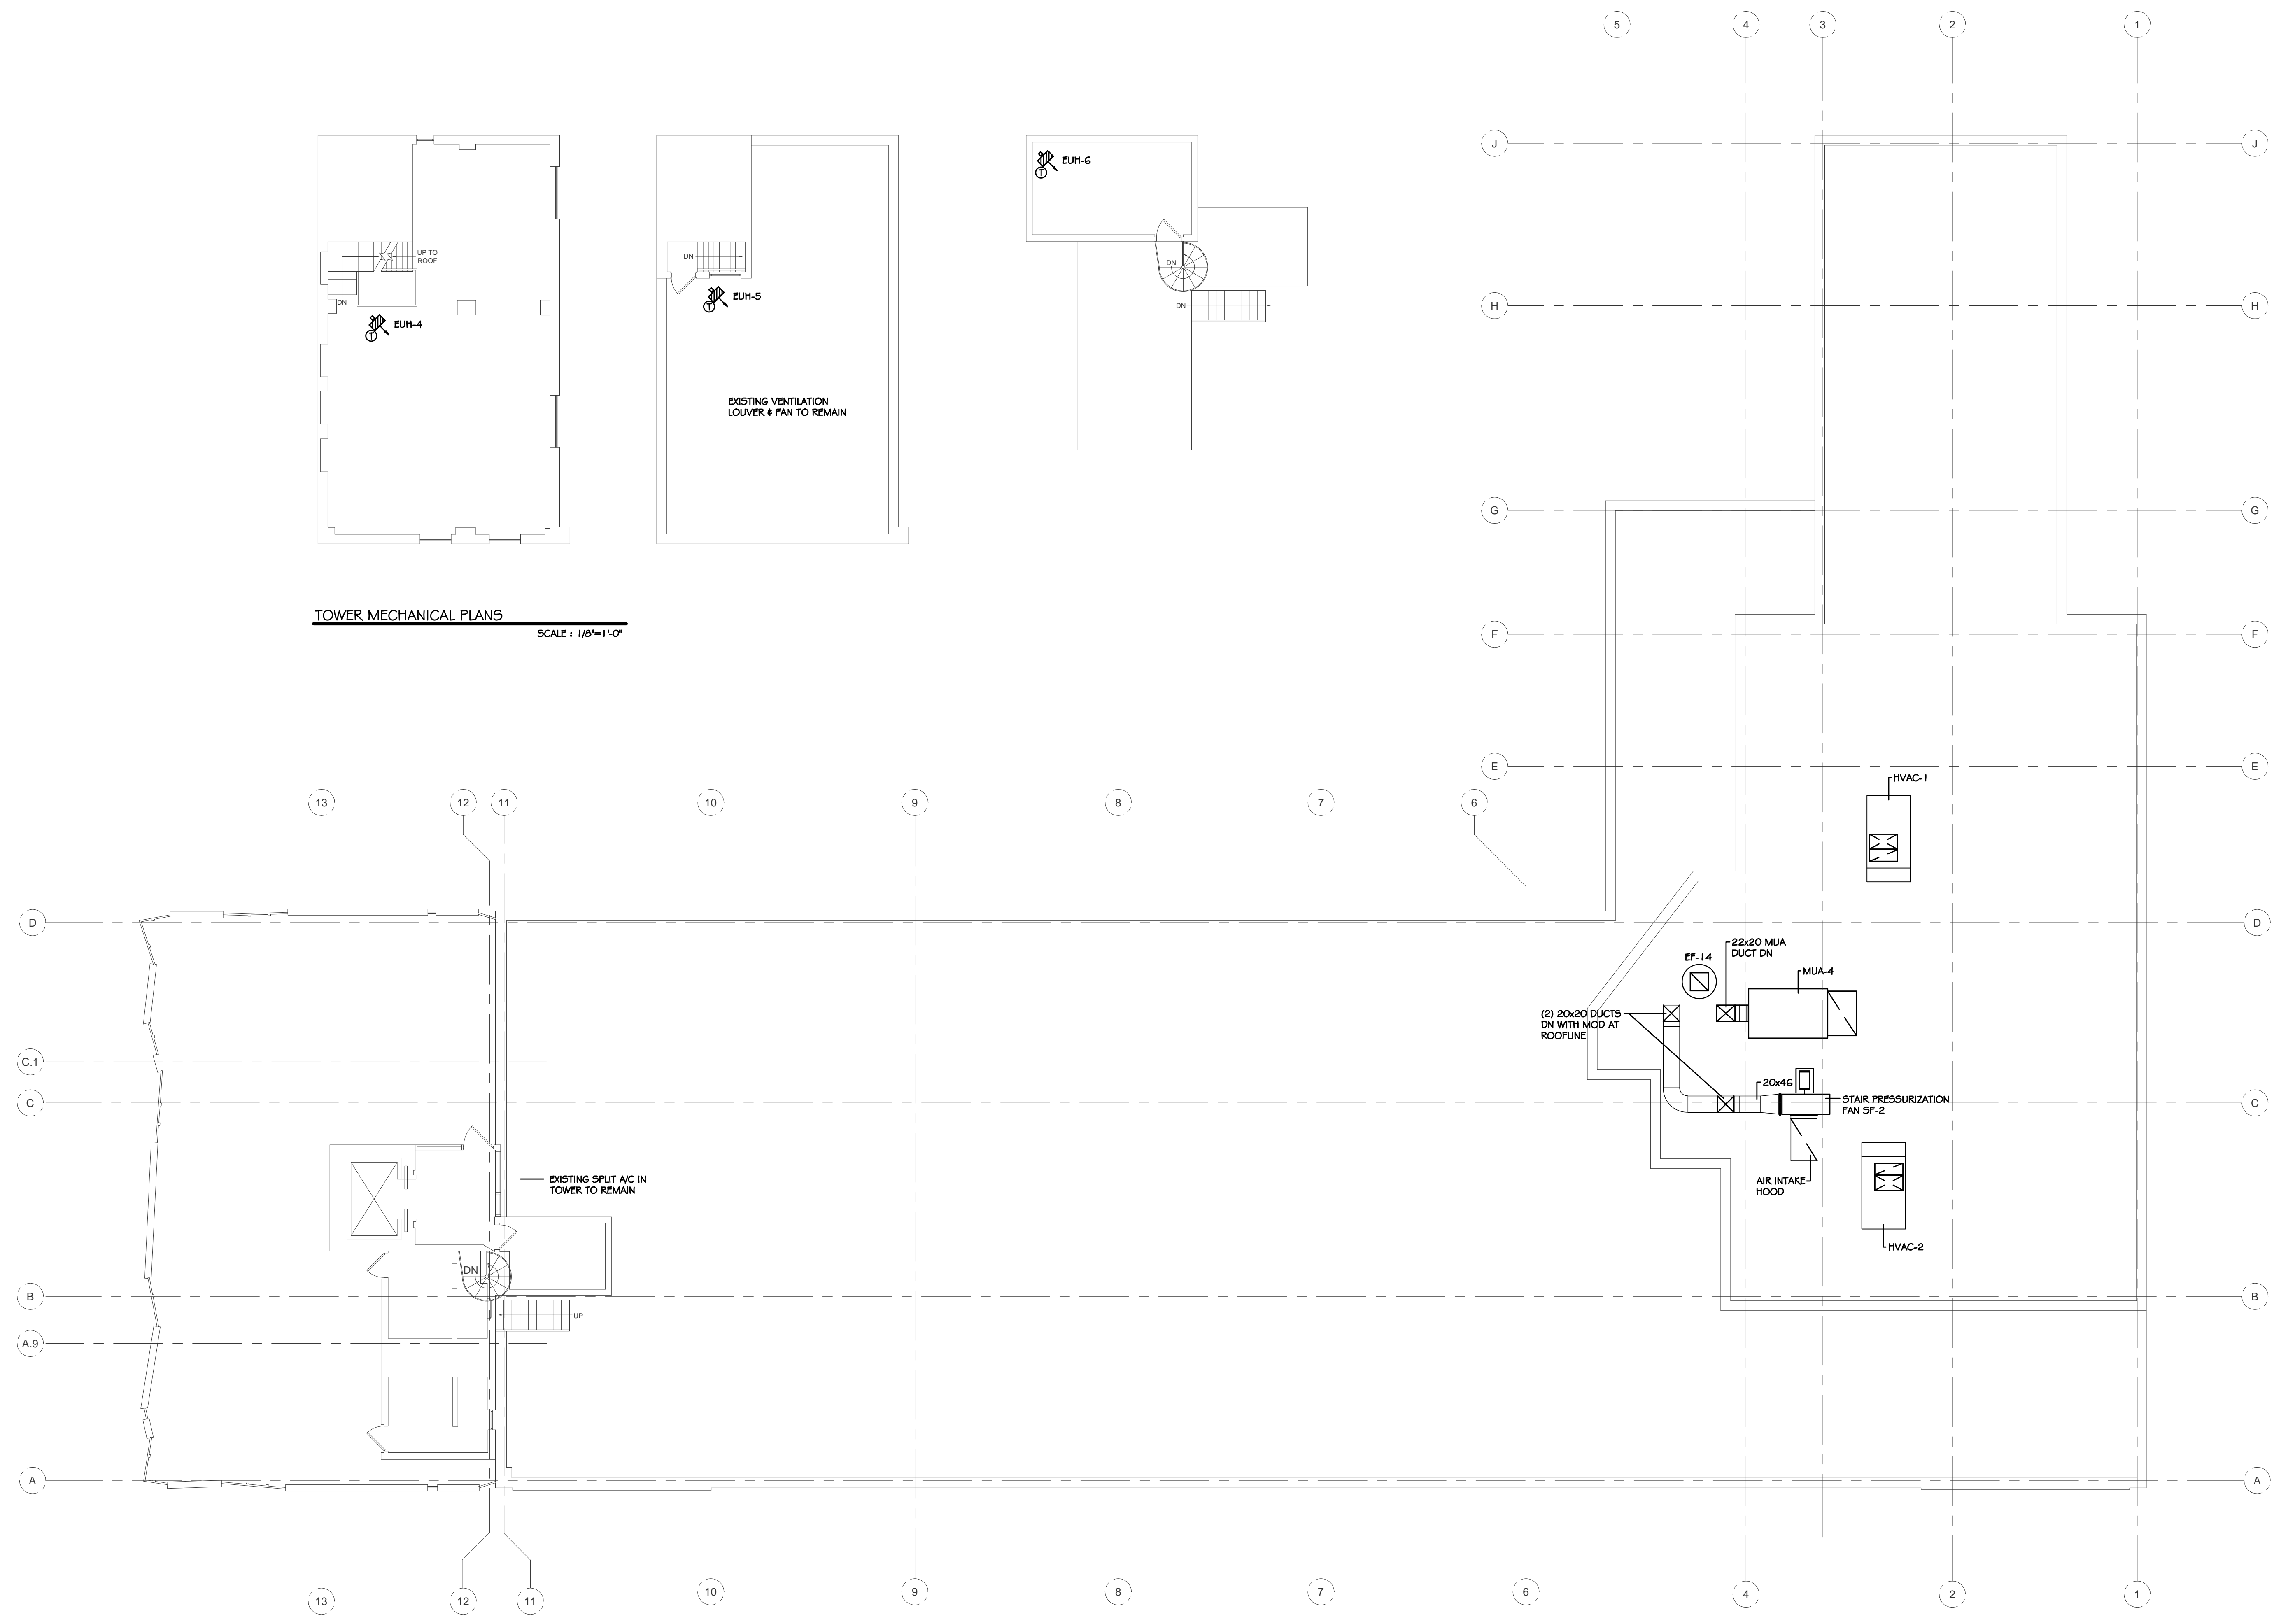 5
4
3
2
1
J
J
EUH-6
UP TO
ROOF
DN
DN
DN
DN
EUH-5
EUH-4
H
H
EXISTING VENTILATION
LOUVER & FAN TO REMAIN
G
G
TOWER MECHANICAL PLANS
SCALE : 1/8"=1'-0"
F
F
E
E
HVAC-1
13
12
11
10
9
8
7
6
D
D
22x20 MUA
DUCT DN
EF-14
MUA-4
(2) 20x20 DUCTS
DN WITH MOD AT
ROOFLINE
C.1
20x46
C
C
STAIR PRESSURIZATION
FAN SF-2
EXISTING SPLIT A/C IN
TOWER TO REMAIN
AIR INTAKE
HOOD
HVAC-2
DN
B
B
UP
A.9
A
A
13
12
11
10
9
8
7
6
4
2
1